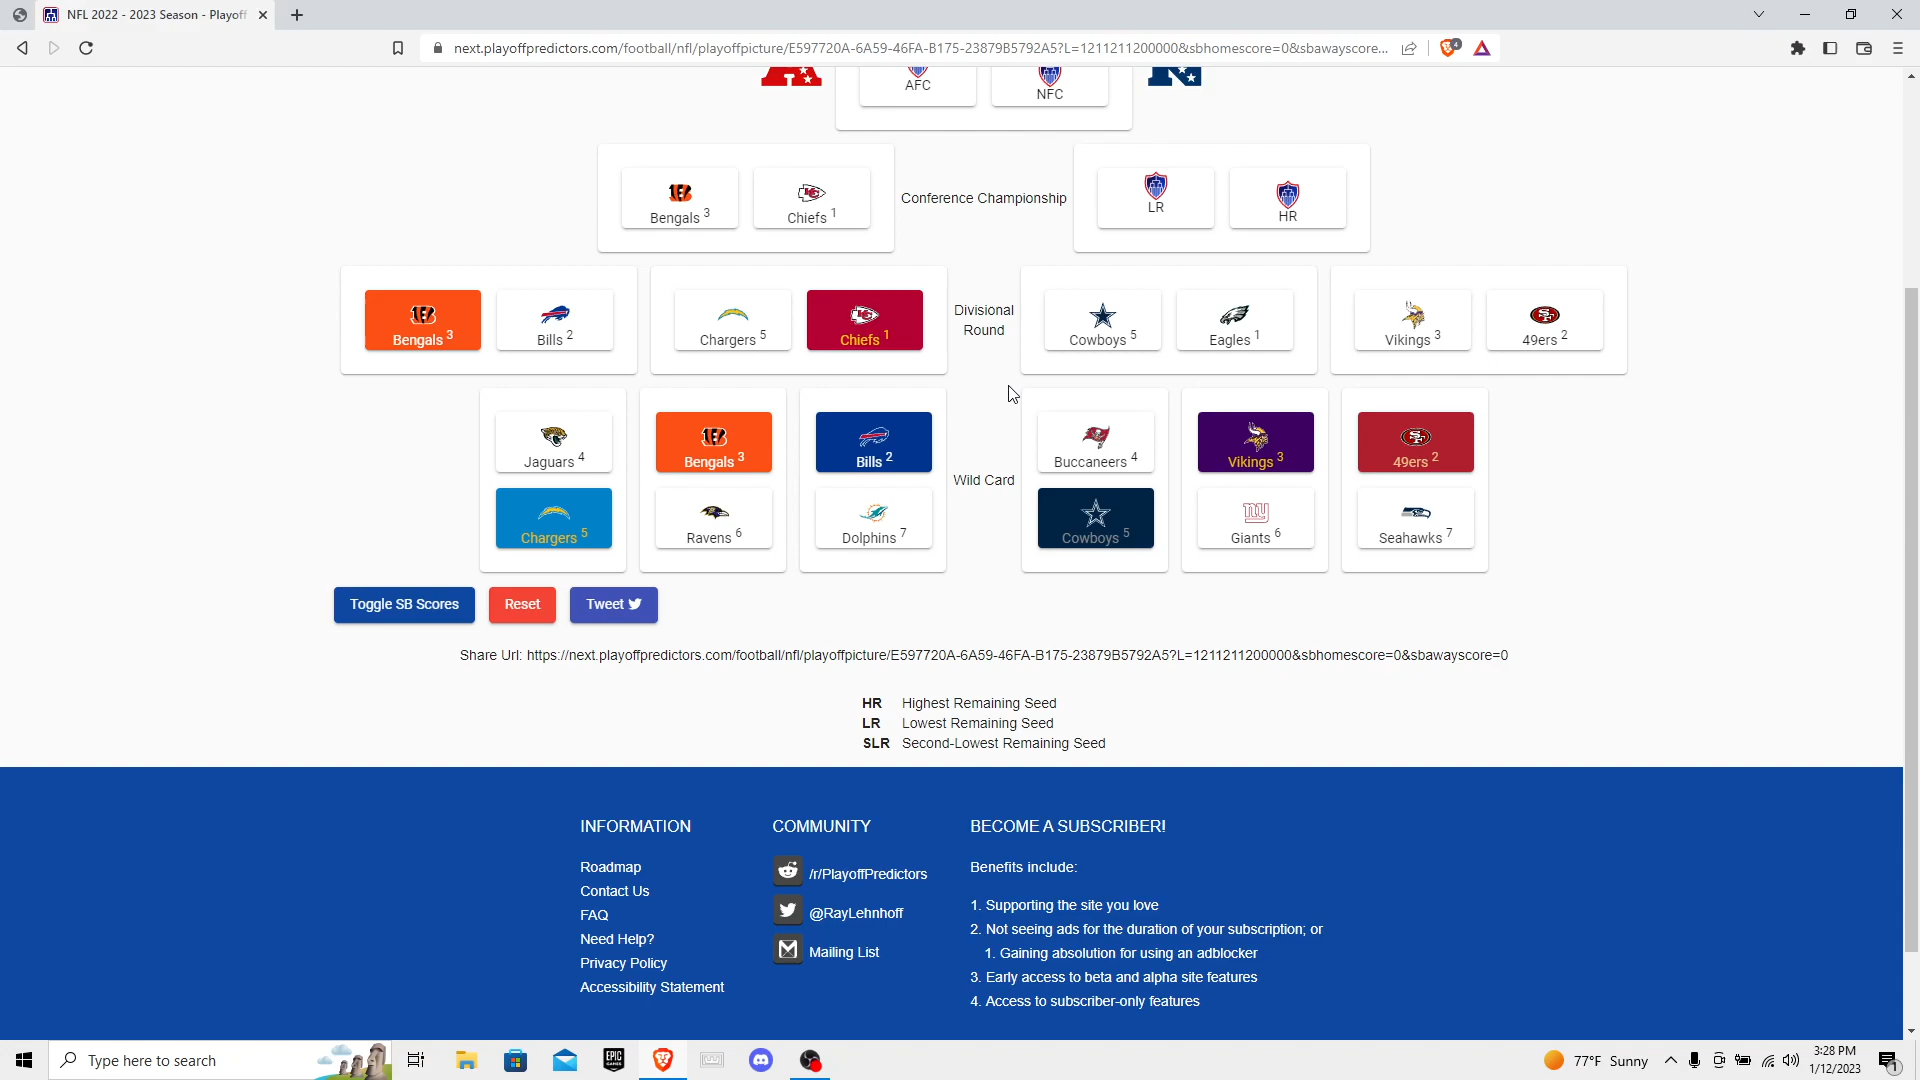 NFL 2022 - 2023 Season - Playoff
next.playoffpredictors.com/football/nfl/playoffpicture/E597720A-6A59-46FA-B175-23879B5792A5?L=1211211200000&sbhomescore=0&sbawayscore...
4
AFC
NFC
Bengals 3
Chiefs 1
Conference Championship
LR
HR
Bengals 3
Bills 2
Chargers 5
Chiefs 1
Divisional
Round
Cowboys 5
Eagles 1
Vikings 3
49ers 2
Jaguars 4
Bengals 3
Bills 2
Buccaneers 4
Vikings 3
49ers 2
Wild Card
Chargers 5
Ravens 6
Dolphins 7
Cowboys 5
Giants 6
Seahawks 7
Toggle SB Scores
Reset
Tweet
Share Url: https://next.playoffpredictors.com/football/nfl/playoffpicture/E597720A-6A59-46FA-B175-23879B5792A5?L=1211211200000&sbhomescore=0&sbawayscore=0
HR Highest Remaining Seed
LR Lowest Remaining Seed
SLR Second-Lowest Remaining Seed
INFORMATION
Roadmap
Contact Us
FAQ
Need Help?
Privacy Policy
Accessibility Statement
COMMUNITY
/r/PlayoffPredictors
@RayLehnhoff
Mailing List
BECOME A SUBSCRIBER!
Benefits include:
1. Supporting the site you love
2. Not seeing ads for the duration of your subscription; or
1. Gaining absolution for using an adblocker
3. Early access to beta and alpha site features
4. Access to subscriber-only features
Type here to search
EPIC GAMES
77°F Sunny
3:28 PM
1/12/2023
1